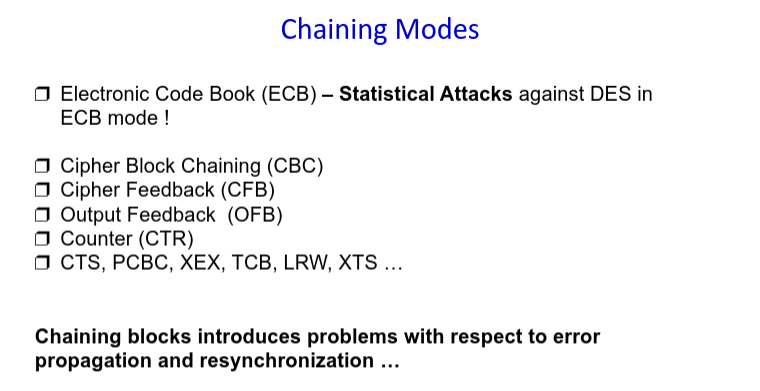 Chaining Modes
❒ Electronic Code Book (ECB) – Statistical Attacks against DES in
ECB mode !
❒ Cipher Block Chaining (CBC)
❒ Cipher Feedback (CFB)
❒ Output Feedback  (OFB)
❒ Counter (CTR)
❒ CTS, PCBC, XEX, TCB, LRW, XTS …
Chaining blocks introduces problems with respect to error
propagation and resynchronization …